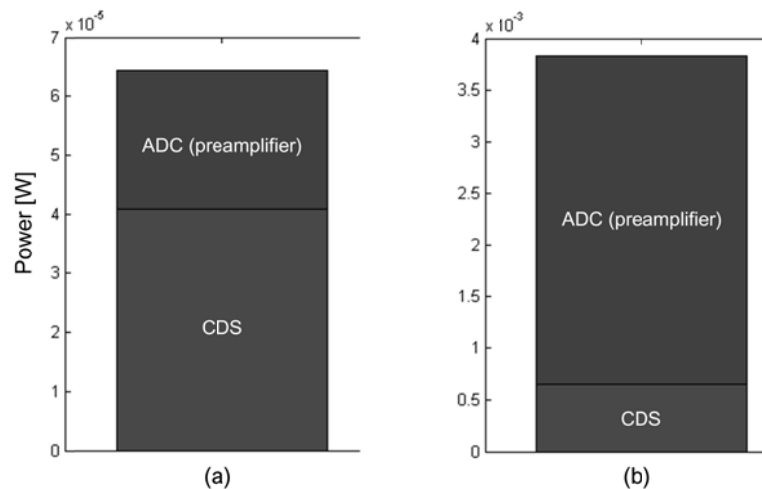 x 10⁻⁵
7
6
5
4
3
2
1
0
Power [W]
ADC (preamplifier)
CDS
(a)
x 10⁻³
4
3.5
3
2.5
2
1.5
1
0.5
0
ADC (preamplifier)
CDS
(b)